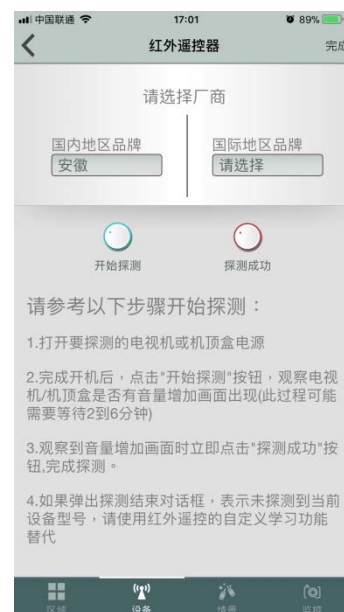 中国联通 17:01 89%
红外遥控器 完成
请选择厂商
国内地区品牌 国际地区品牌
安徽 请选择
开始探测 探测成功
请参考以下步骤开始探测：
1.打开要探测的电视机或机顶盒电源
2.完成开机后，点击"开始探测"按钮，观察电视
机/机顶盒是否有音量增加画面出现(此过程可能
需要等待2到6分钟)
3.观察到音量增加画面时立即点击"探测成功"按
钮,完成探测。
4.如果弹出探测结束对话框，表示未探测到当前
设备型号，请使用红外遥控的自定义学习功能
替代
区域 设备 情景 监控